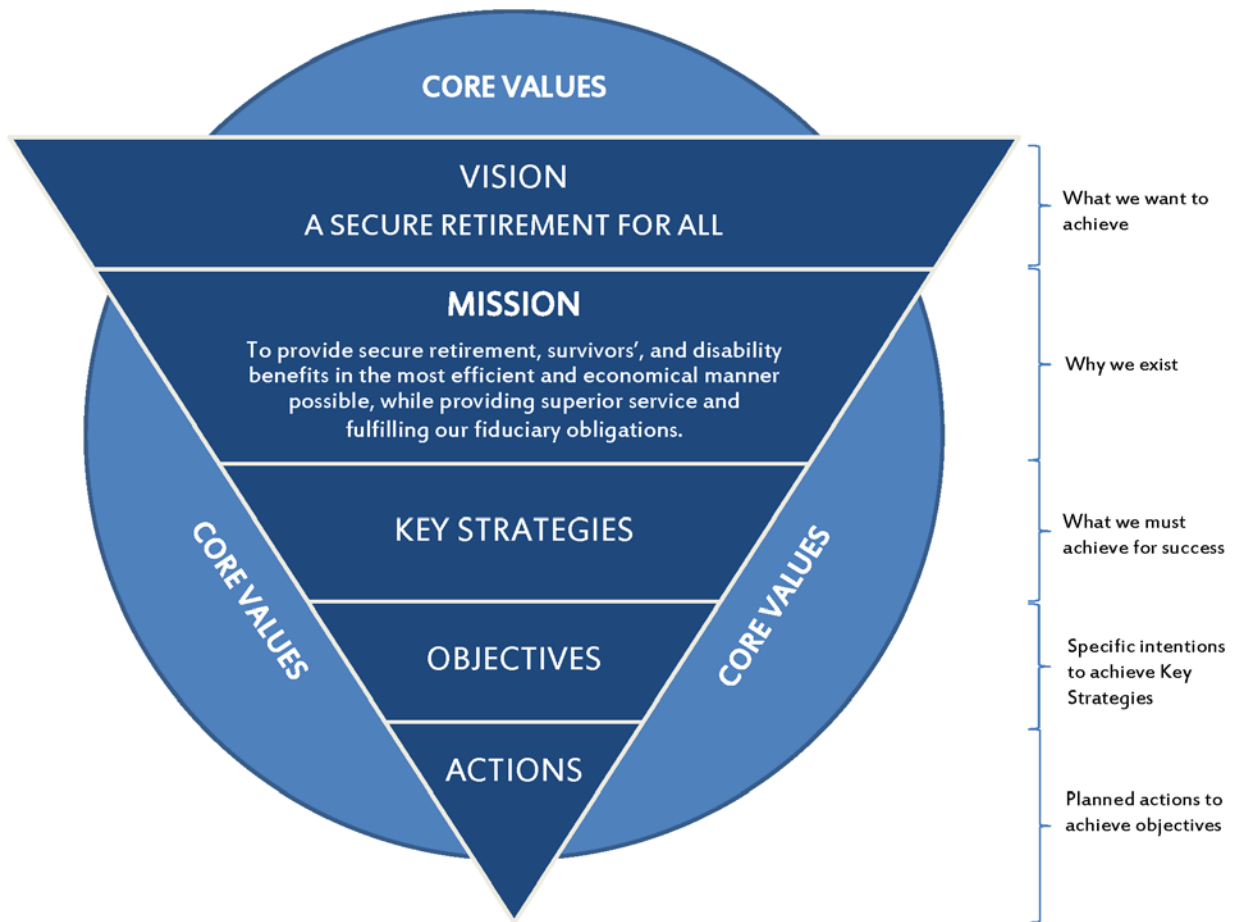 CORE VALUES
VISION
A SECURE RETIREMENT FOR ALL
What we want to
achieve
MISSION
To provide secure retirement, survivors’, and disability
benefits in the most efficient and economical manner
possible, while providing superior service and
fulfilling our fiduciary obligations.
Why we exist
KEY STRATEGIES
What we must
achieve for success
CORE VALUES
CORE VALUES
OBJECTIVES
Specific intentions
to achieve Key
Strategies
ACTIONS
Planned actions to
achieve objectives